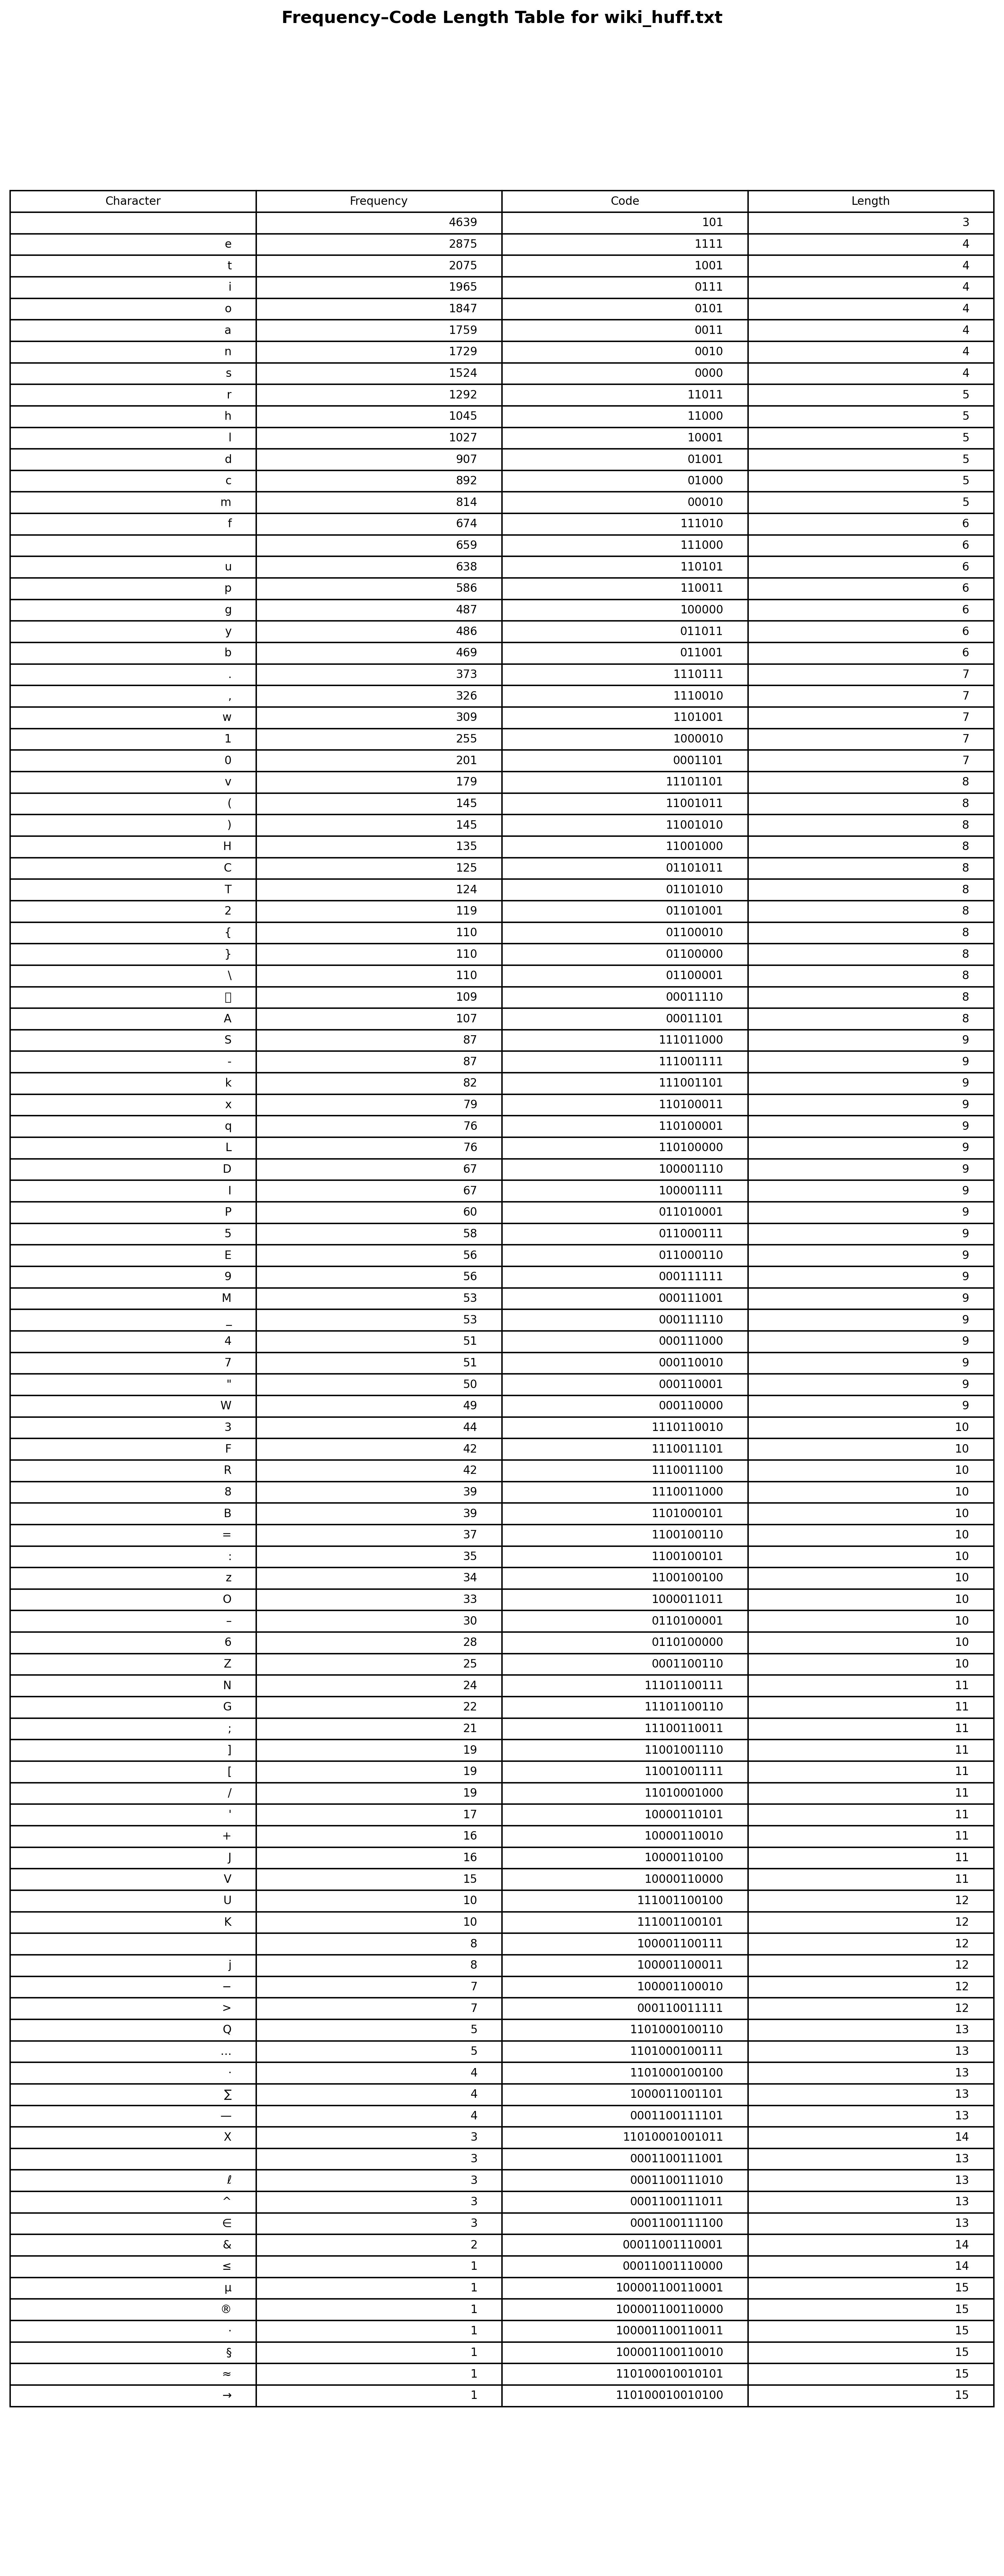 Frequency–Code Length Table for wiki_huff.txt
Character Frequency Code Length
4639 101 3
e 2875 1111 4
t 2075 1001 4
i 1965 0111 4
o 1847 0101 4
a 1759 0011 4
n 1729 0010 4
s 1524 0000 4
r 1292 11011 5
h 1045 11000 5
l 1027 10001 5
d 907 01001 5
c 892 01000 5
m 814 00010 5
f 674 111010 6
659 111000 6
u 638 110101 6
p 586 110011 6
g 487 100000 6
y 486 011011 6
b 469 011001 6
. 373 1110111 7
, 326 1110010 7
w 309 1101001 7
1 255 1000010 7
0 201 0001101 7
v 179 11101101 8
( 145 11001011 8
) 145 11001010 8
H 135 11001000 8
C 125 01101011 8
T 124 01101010 8
2 119 01101001 8
{ 110 01100010 8
} 110 01100000 8
\ 110 01100001 8
109 00011110 8
A 107 00011101 8
S 87 111011000 9
- 87 111001111 9
k 82 111001101 9
x 79 110100011 9
q 76 110100001 9
L 76 110100000 9
D 67 100001110 9
I 67 100001111 9
P 60 011010001 9
5 58 011000111 9
E 56 011000110 9
9 56 000111111 9
M 53 000111001 9
_ 53 000111110 9
4 51 000111000 9
7 51 000110010 9
" 50 000110001 9
W 49 000110000 9
3 44 1110110010 10
F 42 1110011101 10
R 42 1110011100 10
8 39 1110011000 10
B 39 1101000101 10
= 37 1100100110 10
: 35 1100100101 10
z 34 1100100100 10
O 33 1000011011 10
– 30 0110100001 10
6 28 0110100000 10
Z 25 0001100110 10
N 24 11101100111 11
G 22 11101100110 11
; 21 11100110011 11
] 19 11001001110 11
[ 19 11001001111 11
/ 19 11010001000 11
' 17 10000110101 11
+ 16 10000110010 11
J 16 10000110100 11
V 15 10000110000 11
U 10 111001100100 12
K 10 111001100101 12
8 100001100111 12
j 8 100001100011 12
− 7 100001100010 12
> 7 000110011111 12
Q 5 1101000100110 13
… 5 1101000100111 13
· 4 1101000100100 13
∑ 4 1000011001101 13
— 4 0001100111101 13
X 3 11010001001011 14
3 0001100111001 13
ℓ 3 0001100111010 13
^ 3 0001100111011 13
∈ 3 0001100111100 13
& 2 00011001110001 14
≤ 1 00011001110000 14
µ 1 100001100110001 15
® 1 100001100110000 15
· 1 100001100110011 15
§ 1 100001100110010 15
≈ 1 110100010010101 15
→ 1 110100010010100 15